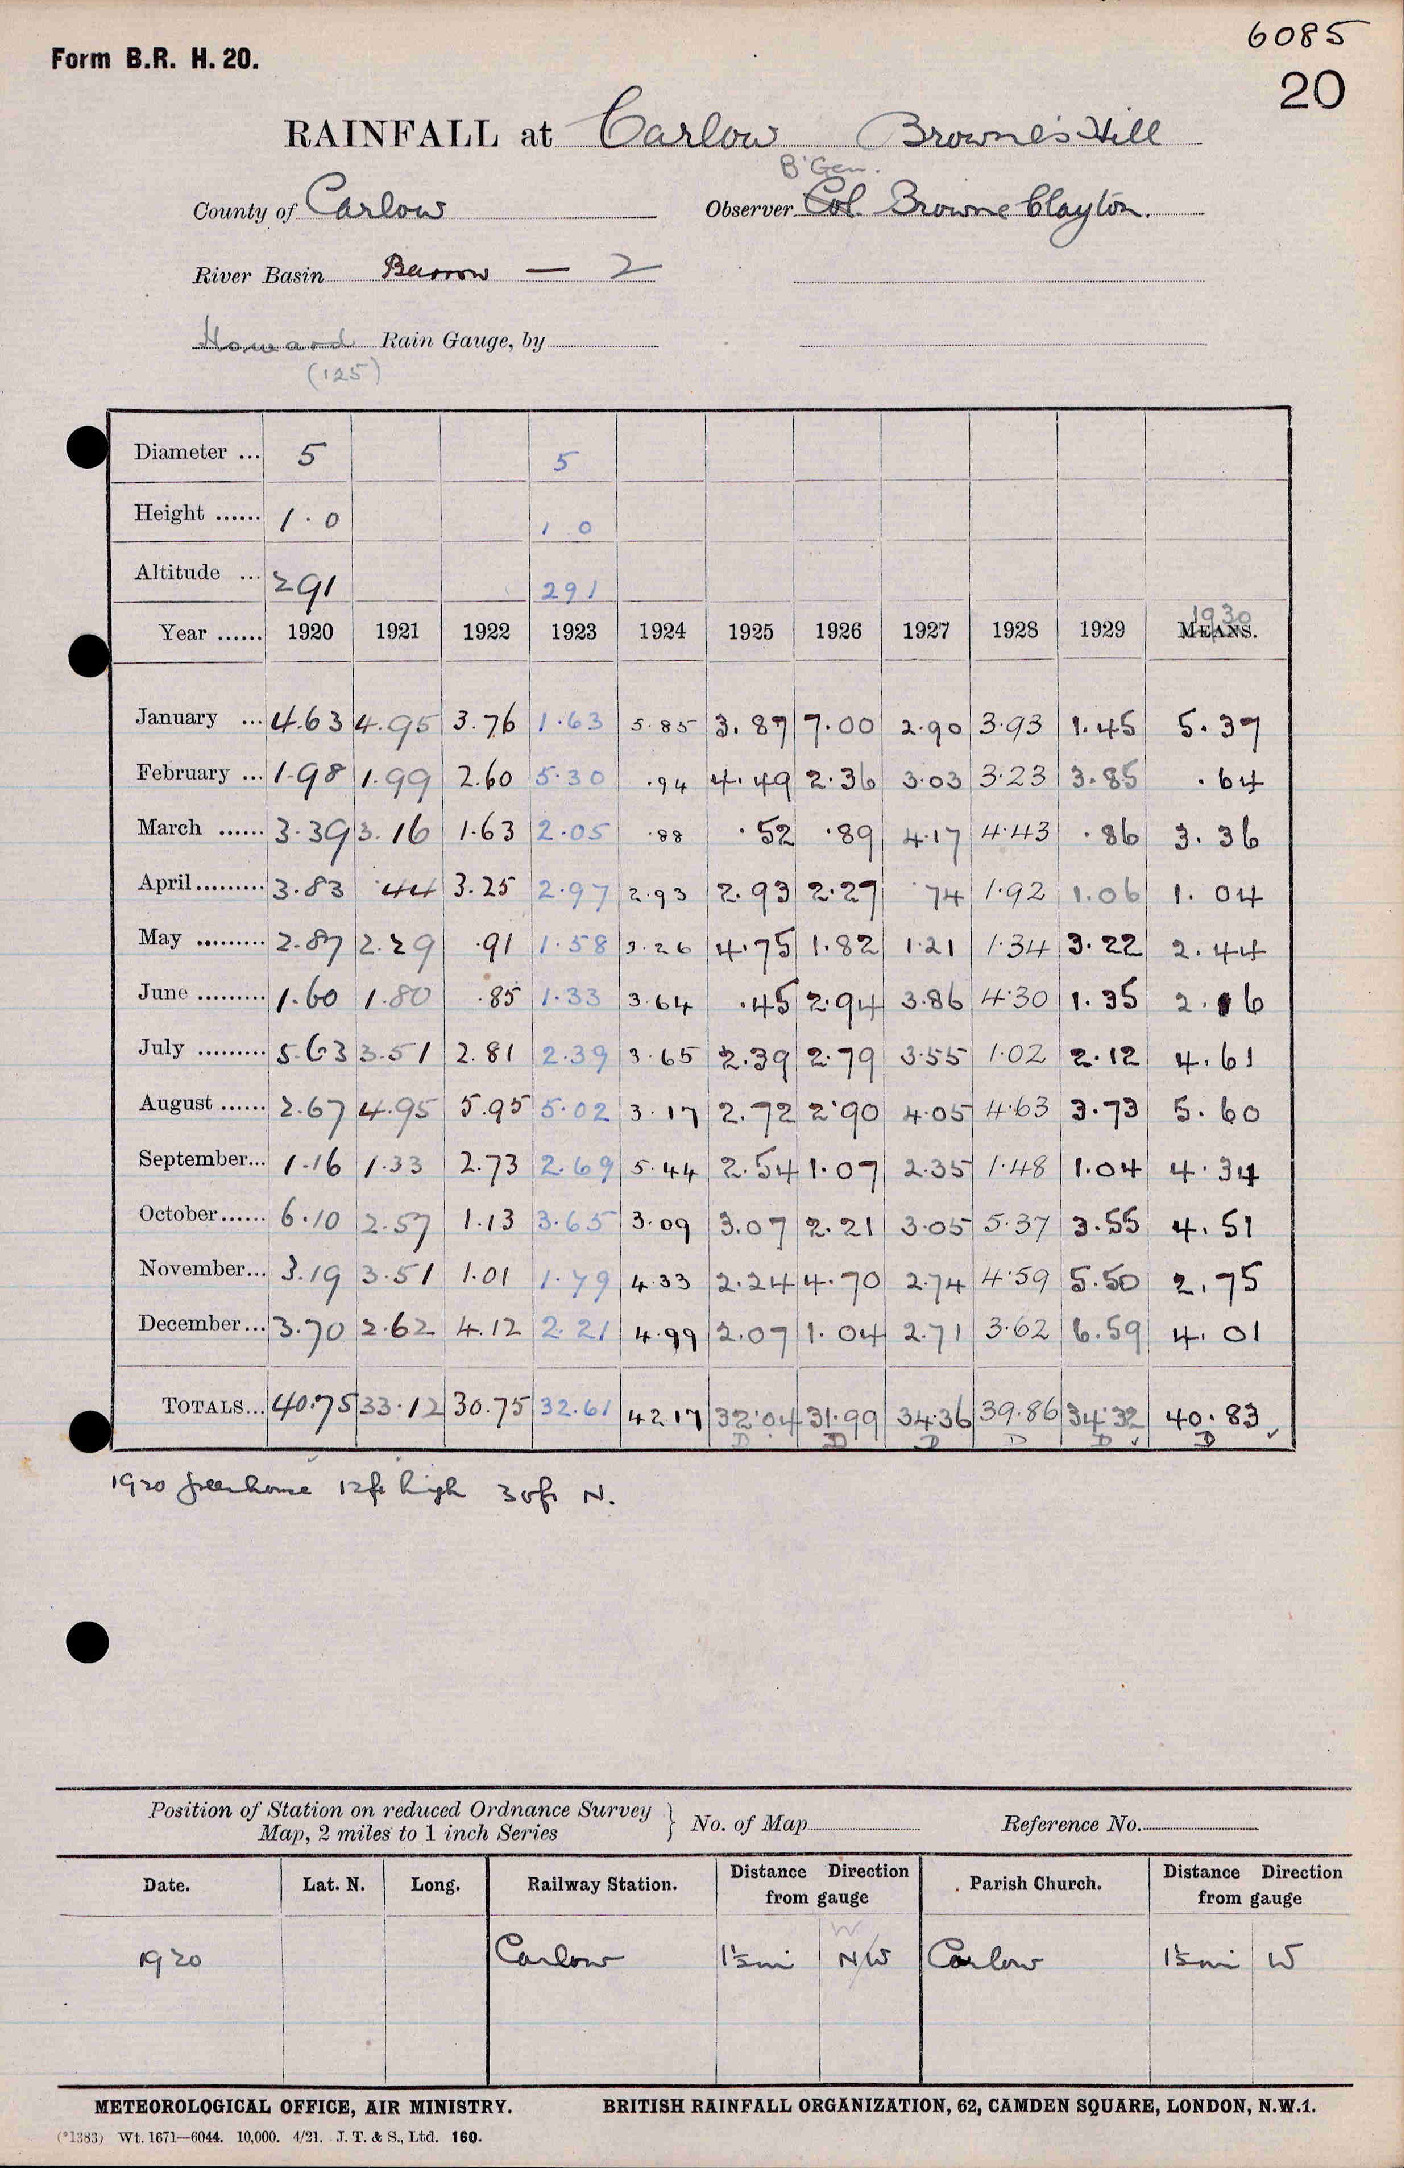 6085
Form B.R. H. 20.
20
RAINFALL at Carlow Browne's Hill
B'Gen.
County of Carlow Observer Col. Browne Clayton.
River Basin Barrow — 2
Howard Rain Gauge, by
(125)
Diameter ... 5 5
Height ...... 1.0 1 0
Altitude ... 291 291
1930
Year ...... 1920 1921 1922 1923 1924 1925 1926 1927 1928 1929 MEANS.
January ... 4.63 4.95 3.76 1.63 5.85 3.87 7.00 2.90 3.93 1.45 5.37
February ... 1.98 1.99 2.60 5.30 .94 4.49 2.36 3.03 3.23 3.85 .64
March ...... 3.39 3.16 1.63 2.05 .88 .52 .89 4.17 4.43 .86 3.36
April......... 3.83 .44 3.25 2.97 2.93 2.93 2.27 .74 1.92 1.06 1.04
May ......... 2.87 2.29 .91 1.58 3.26 4.75 1.82 1.21 1.34 3.22 2.44
June ......... 1.60 1.80 .85 1.33 3.64 .45 2.94 3.86 4.30 1.35 2.16
July ......... 5.63 3.51 2.81 2.39 3.65 2.39 2.79 3.55 1.02 2.12 4.61
August ...... 2.67 4.95 5.95 5.02 3.17 2.72 2.90 4.05 4.63 3.73 5.60
September... 1.16 1.33 2.73 2.69 5.44 2.54 1.07 2.35 1.48 1.04 4.34
October...... 6.10 2.57 1.13 3.65 3.09 3.07 2.21 3.05 5.37 3.55 4.51
November... 3.19 3.51 1.01 1.79 4.33 2.24 4.70 2.74 4.59 5.50 2.75
December... 3.70 2.62 4.12 2.21 4.99 2.07 1.04 2.71 3.62 6.59 4.01
TOTALS... 40.75 33.12 30.75 32.61 42.17 32.04 31.99 34.36 39.86 34.32 40.83 ✓
D D D D D ✓ D
1920 greenhouse 12ft high 30ft N.
Position of Station on reduced Ordnance Survey
Map, 2 miles to 1 inch Series } No. of Map Reference No.
Date. Lat. N. Long. Railway Station. Distance Direction from gauge Parish Church. Distance Direction from gauge
W
1920 Carlow 1½mi NW Carlow 1½mi W
METEOROLOGICAL OFFICE, AIR MINISTRY. BRITISH RAINFALL ORGANIZATION, 62, CAMDEN SQUARE, LONDON, N.W.1.
(*1383) Wt. 1671—6044. 10,000. 4/21. J. T. & S., Ltd. 160.